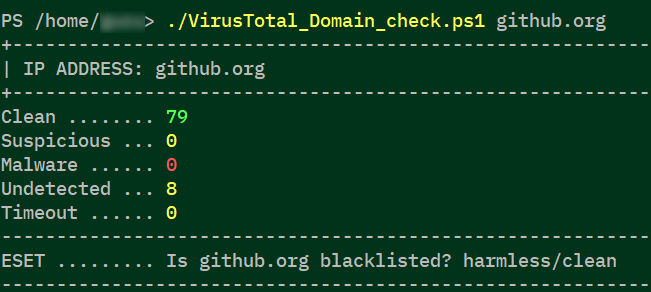 PS /home/> ./VirusTotal_Domain_check.ps1 github.org
+-----------------------------------------------------------
| IP ADDRESS: github.org
+-----------------------------------------------------------
Clean ........ 79
Suspicious ... 0
Malware ...... 0
Undetected ... 8
Timeout ...... 0
------------------------------------------------------------
ESET ......... Is github.org blacklisted? harmless/clean
------------------------------------------------------------